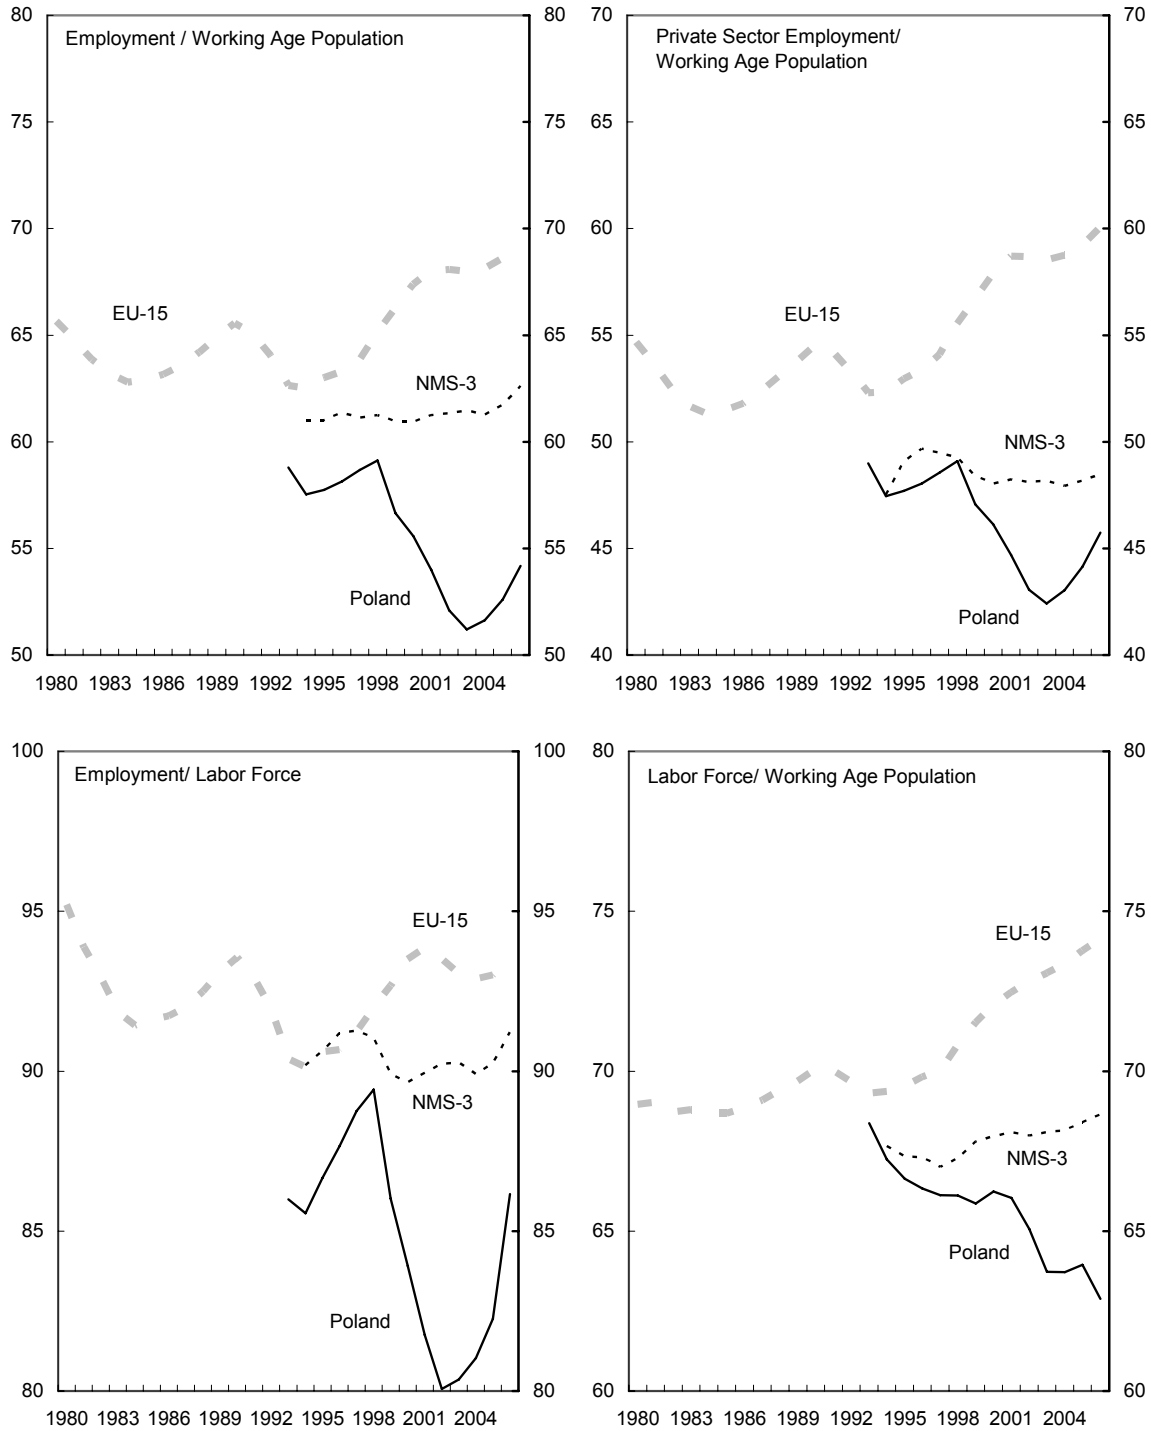 80 80
Employment / Working Age Population
75 75
70 70
EU-15
65 65
NMS-3
60 60
55 55
Poland
50 50
1980 1983 1986 1989 1992 1995 1998 2001 2004
70 70
Private Sector Employment/
Working Age Population
65 65
60 60
EU-15
55 55
NMS-3
50 50
45 45
Poland
40 40
1980 1983 1986 1989 1992 1995 1998 2001 2004
100 100
Employment/ Labor Force
95 95
EU-15
90 90
NMS-3
85 85
Poland
80 80
1980 1983 1986 1989 1992 1995 1998 2001 2004
80 80
Labor Force/ Working Age Population
75 75
EU-15
70 70
NMS-3
65 65
Poland
60 60
1980 1983 1986 1989 1992 1995 1998 2001 2004